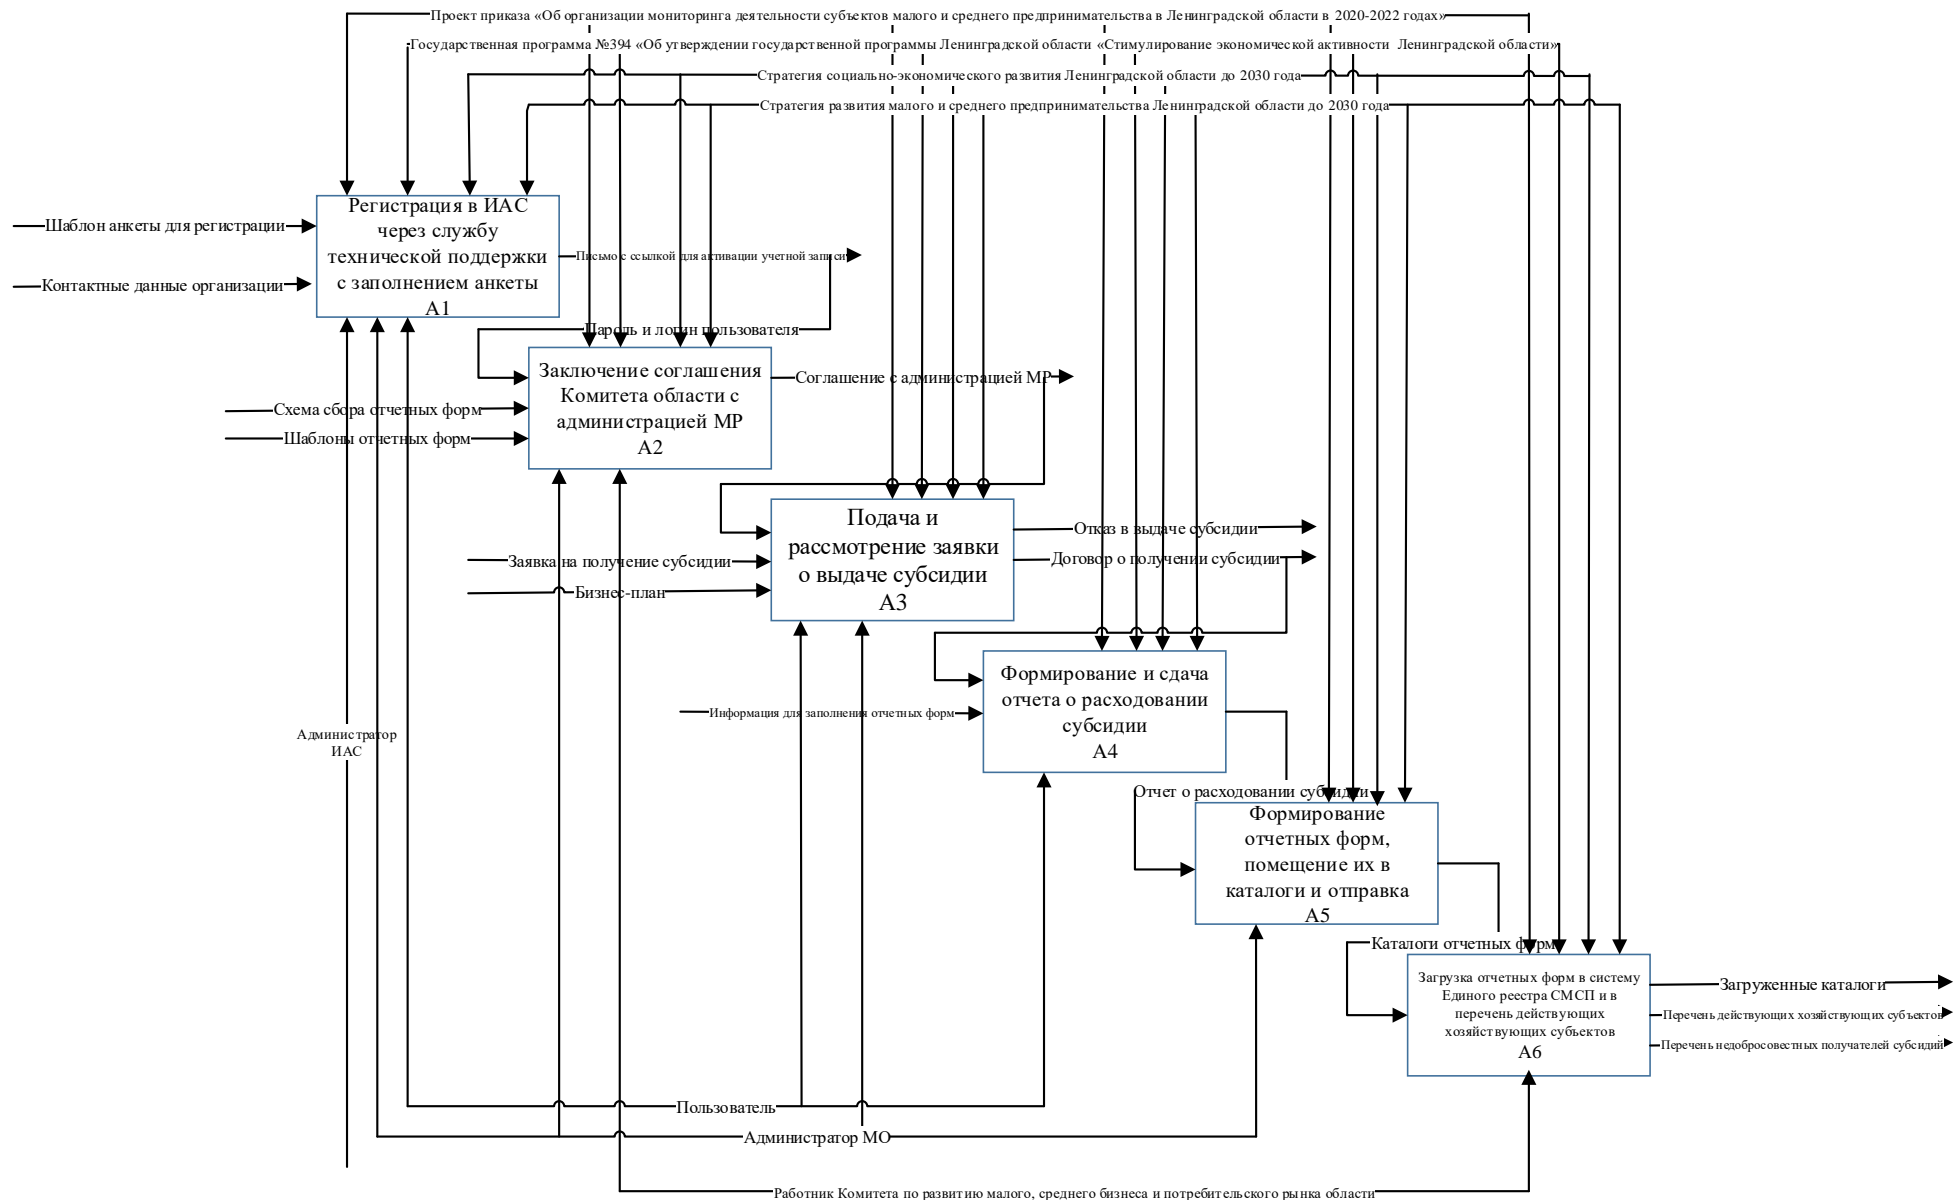 Проект приказа «Об организации мониторинга деятельности субъектов малого и среднего предпринимательства в Ленинградской области в 2020-2022 годах»
Государственная программа №394 «Об утверждении государственной программы Ленинградской области «Стимулирование экономической активности Ленинградской области»
Стратегия социально-экономического развития Ленинградской области до 2030 года
Стратегия развития малого и среднего предпринимательства Ленинградской области до 2030 года
Шаблон анкеты для регистрации
Контактные данные организации
Регистрация в ИАС
через службу
технической поддержки
с заполнением анкеты
А1
Письмо с ссылкой для активации учетной записи
Пароль и логин пользователя
Схема сбора отчетных форм
Шаблоны отчетных форм
Заключение соглашения
Комитета области с
администрацией МР
А2
Соглашение с администрацией МР
Заявка на получение субсидии
Бизнес-план
Подача и
рассмотрение заявки
о выдаче субсидии
А3
Отказ в выдаче субсидии
Договор о получении субсидии
Информация для заполнения отчетных форм
Формирование и сдача
отчета о расходовании
субсидии
А4
Администратор
ИАС
Отчет о расходовании субсидии
Формирование
отчетных форм,
помещение их в
каталоги и отправка
А5
Каталоги отчетных форм
Загрузка отчетных форм в систему
Единого реестра СМСП и в
перечень действующих
хозяйствующих субъектов
А6
Загруженные каталоги
Перечень действующих хозяйствующих субъектов
Перечень недобросовестных получателей субсидий
Пользователь
Администратор МО
Работник Комитета по развитию малого, среднего бизнеса и потребительского рынка области